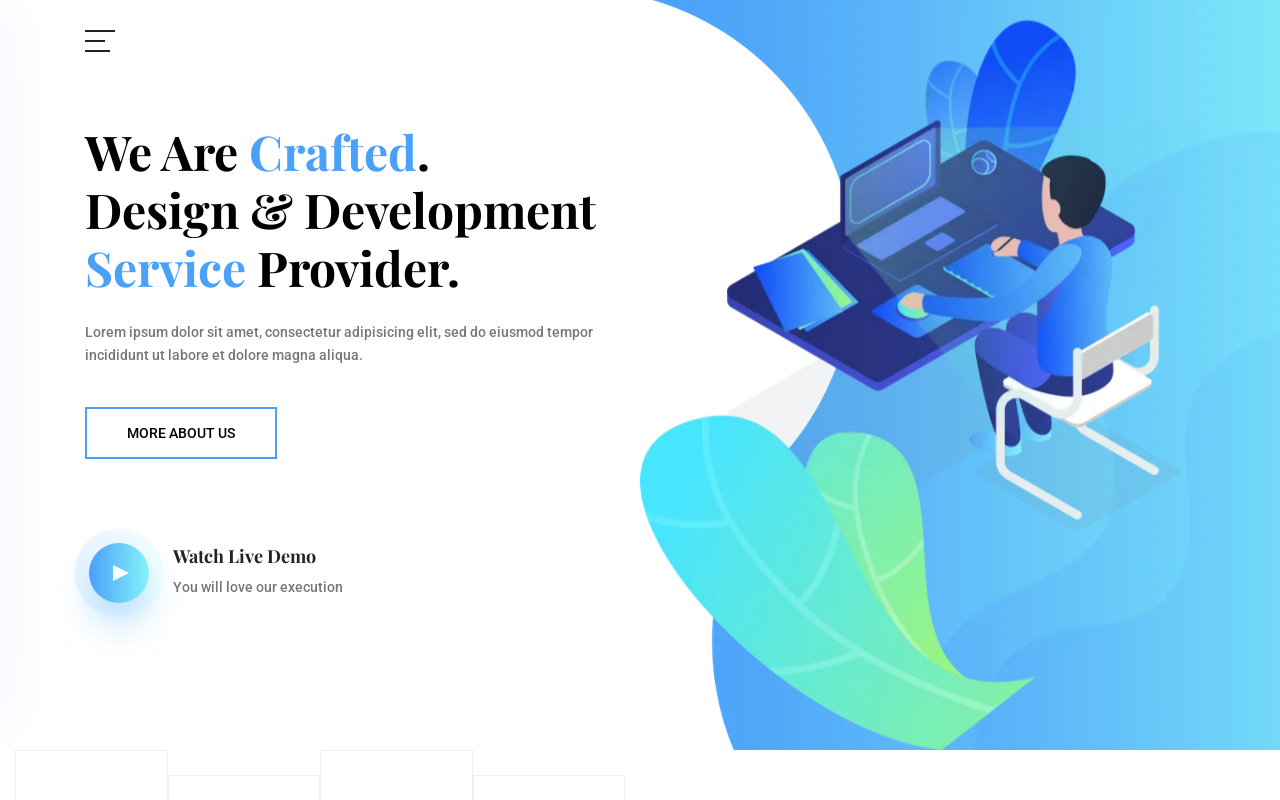 We Are Crafted.
Design & Development
Service Provider.
Lorem ipsum dolor sit amet, consectetur adipisicing elit, sed do eiusmod tempor
incididunt ut labore et dolore magna aliqua.
MORE ABOUT US
Watch Live Demo
You will love our execution